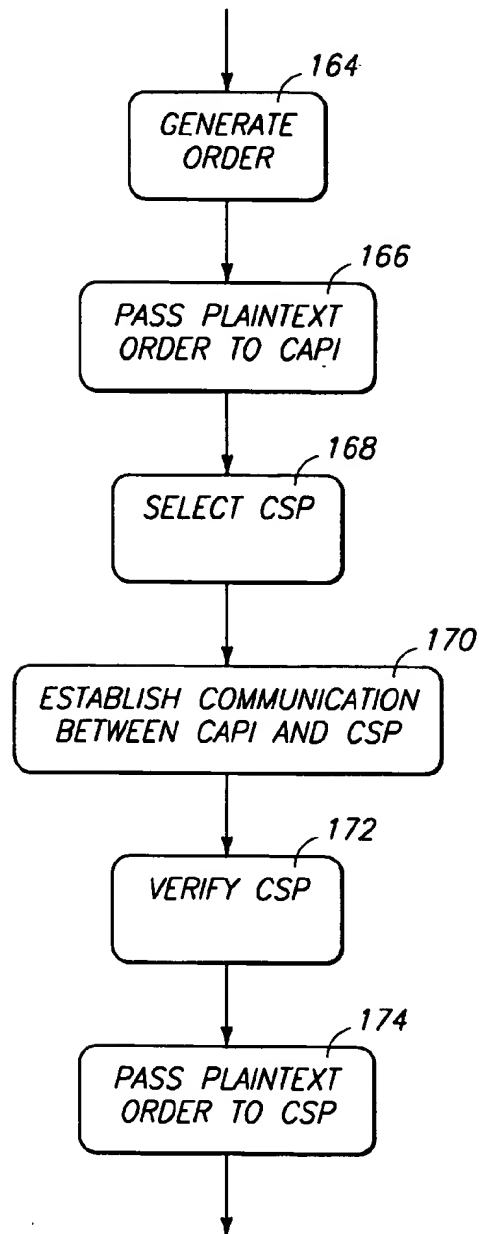 164
GENERATE
ORDER
166
PASS PLAINTEXT
ORDER TO CAPI
168
SELECT CSP
170
ESTABLISH COMMUNICATION
BETWEEN CAPI AND CSP
172
VERIFY CSP
174
PASS PLAINTEXT
ORDER TO CSP